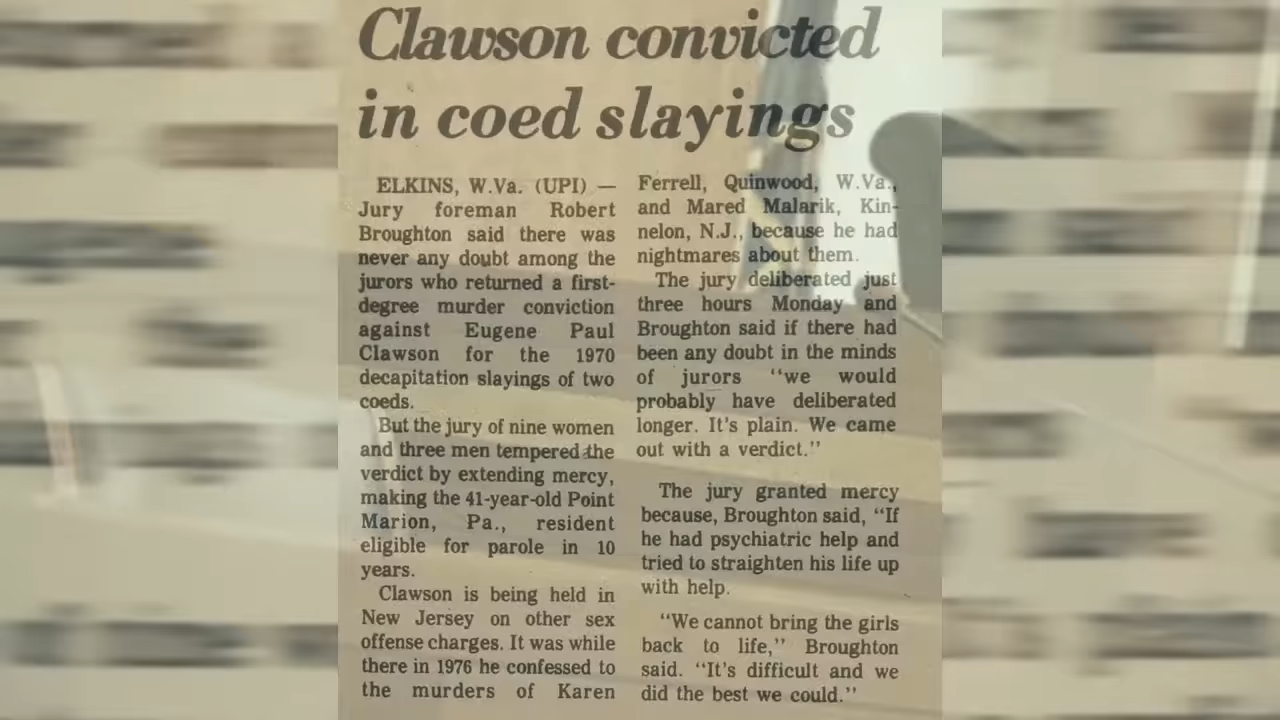 Clawson convicted
in coed slayings
ELKINS, W.Va. (UPI) —
Jury foreman Robert
Broughton said there was
never any doubt among the
jurors who returned a first-
degree murder conviction
against Eugene Paul
Clawson for the 1970
decapitation slayings of two
coeds.
But the jury of nine women
and three men tempered the
verdict by extending mercy,
making the 41-year-old Point
Marion, Pa., resident
eligible for parole in 10
years.
Clawson is being held in
New Jersey on other sex
offense charges. It was while
there in 1976 he confessed to
the murders of Karen
Ferrell, Quinwood, W.Va.,
and Mared Malarik, Kin-
nelon, N.J., because he had
nightmares about them.
The jury deliberated just
three hours Monday and
Broughton said if there had
been any doubt in the minds
of jurors "we would
probably have deliberated
longer. It's plain. We came
out with a verdict."
The jury granted mercy
because, Broughton said, "If
he had psychiatric help and
tried to straighten his life up
with help.
"We cannot bring the girls
back to life," Broughton
said. "It's difficult and we
did the best we could."